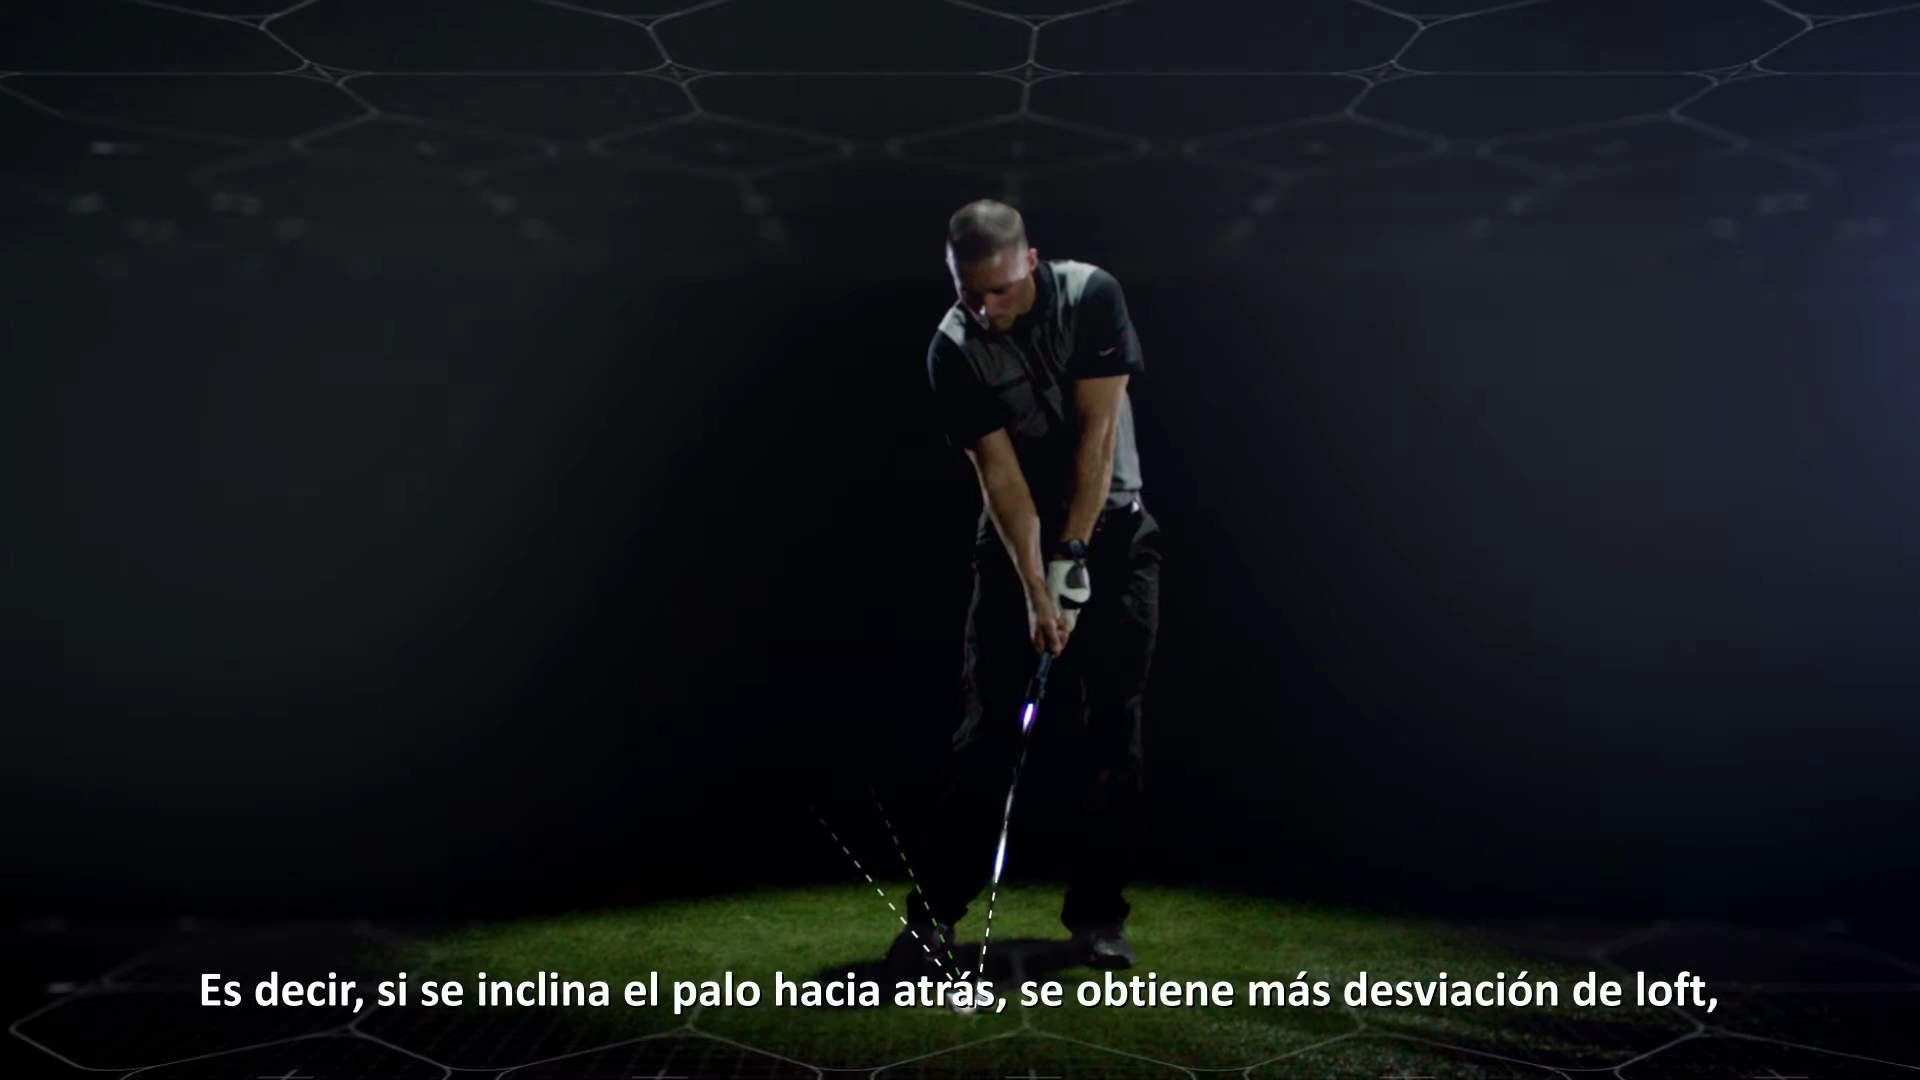 Es decir, si se inclina el palo hacia atrás, se obtiene más desviación de loft,